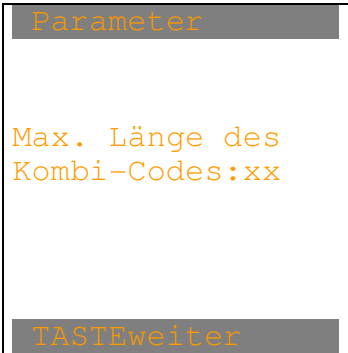 Parameter
Max. Länge des
Kombi-Codes:xx
TASTEweiter